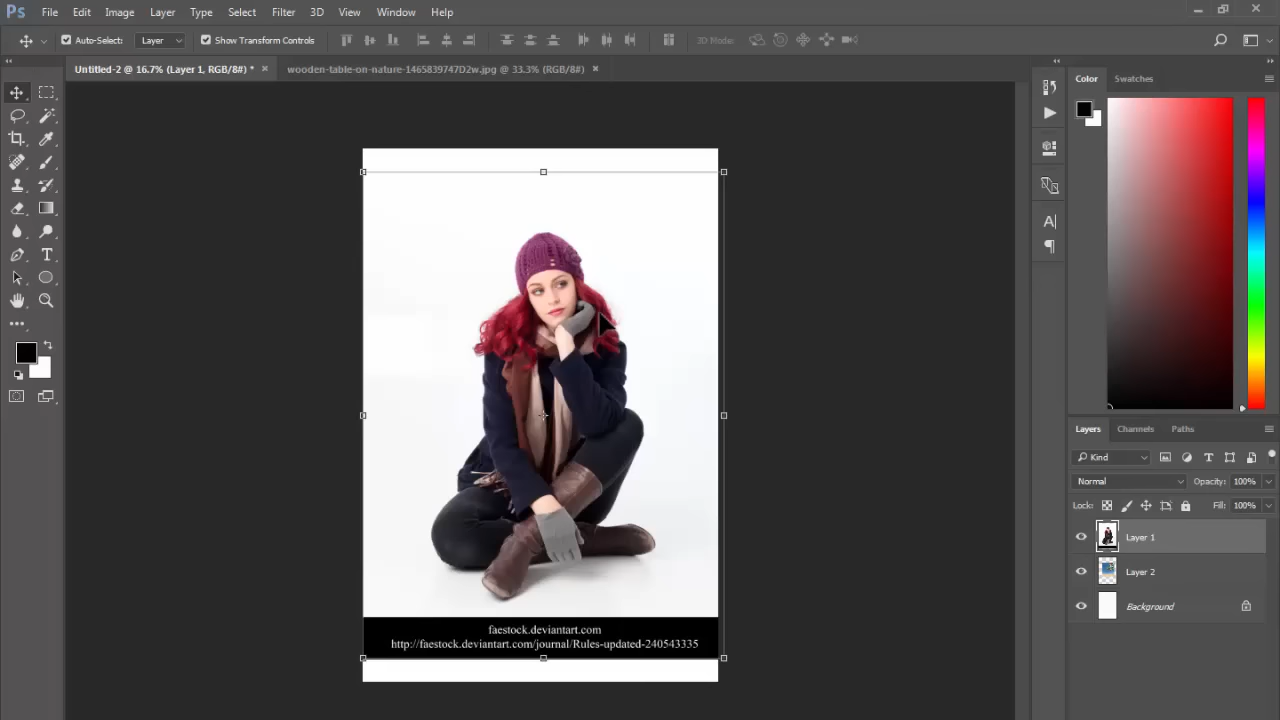 Ps File Edit Image Layer Type Select Filter 3D View Window Help
Auto-Select: Layer Show Transform Controls 3D Mode:
Untitled-2 @ 16.7% (Layer 1, RGB/8#) * × wooden-table-on-nature-1465839747D2w.jpg @ 33.3% (RGB/8#) ×
Color Swatches
faestock.deviantart.com
http://faestock.deviantart.com/journal/Rules-updated-240543335
Layers Channels Paths
Kind
Normal Opacity: 100%
Lock: Fill: 100%
Layer 1
Layer 2
Background